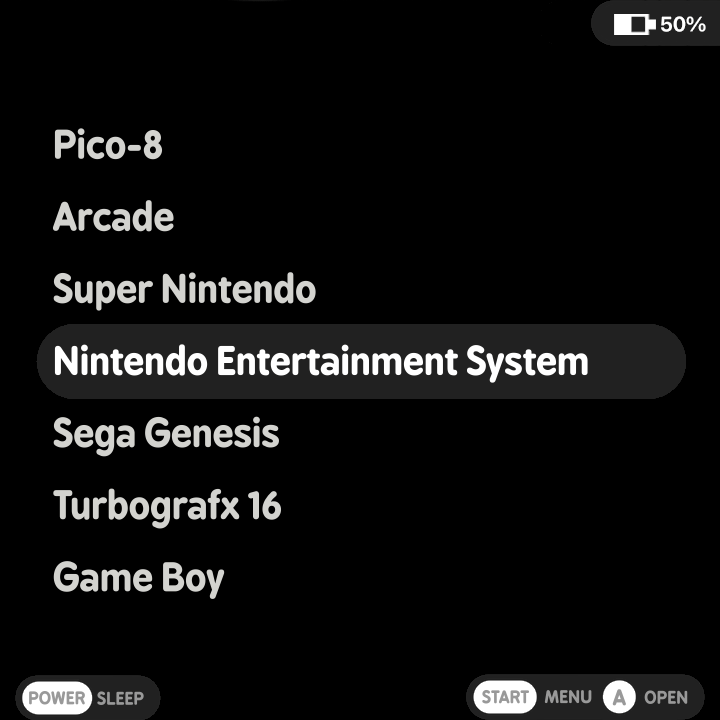 50%
Pico-8
Arcade
Super Nintendo
Nintendo Entertainment System
Sega Genesis
Turbografx 16
Game Boy
POWER SLEEP
START MENU A OPEN